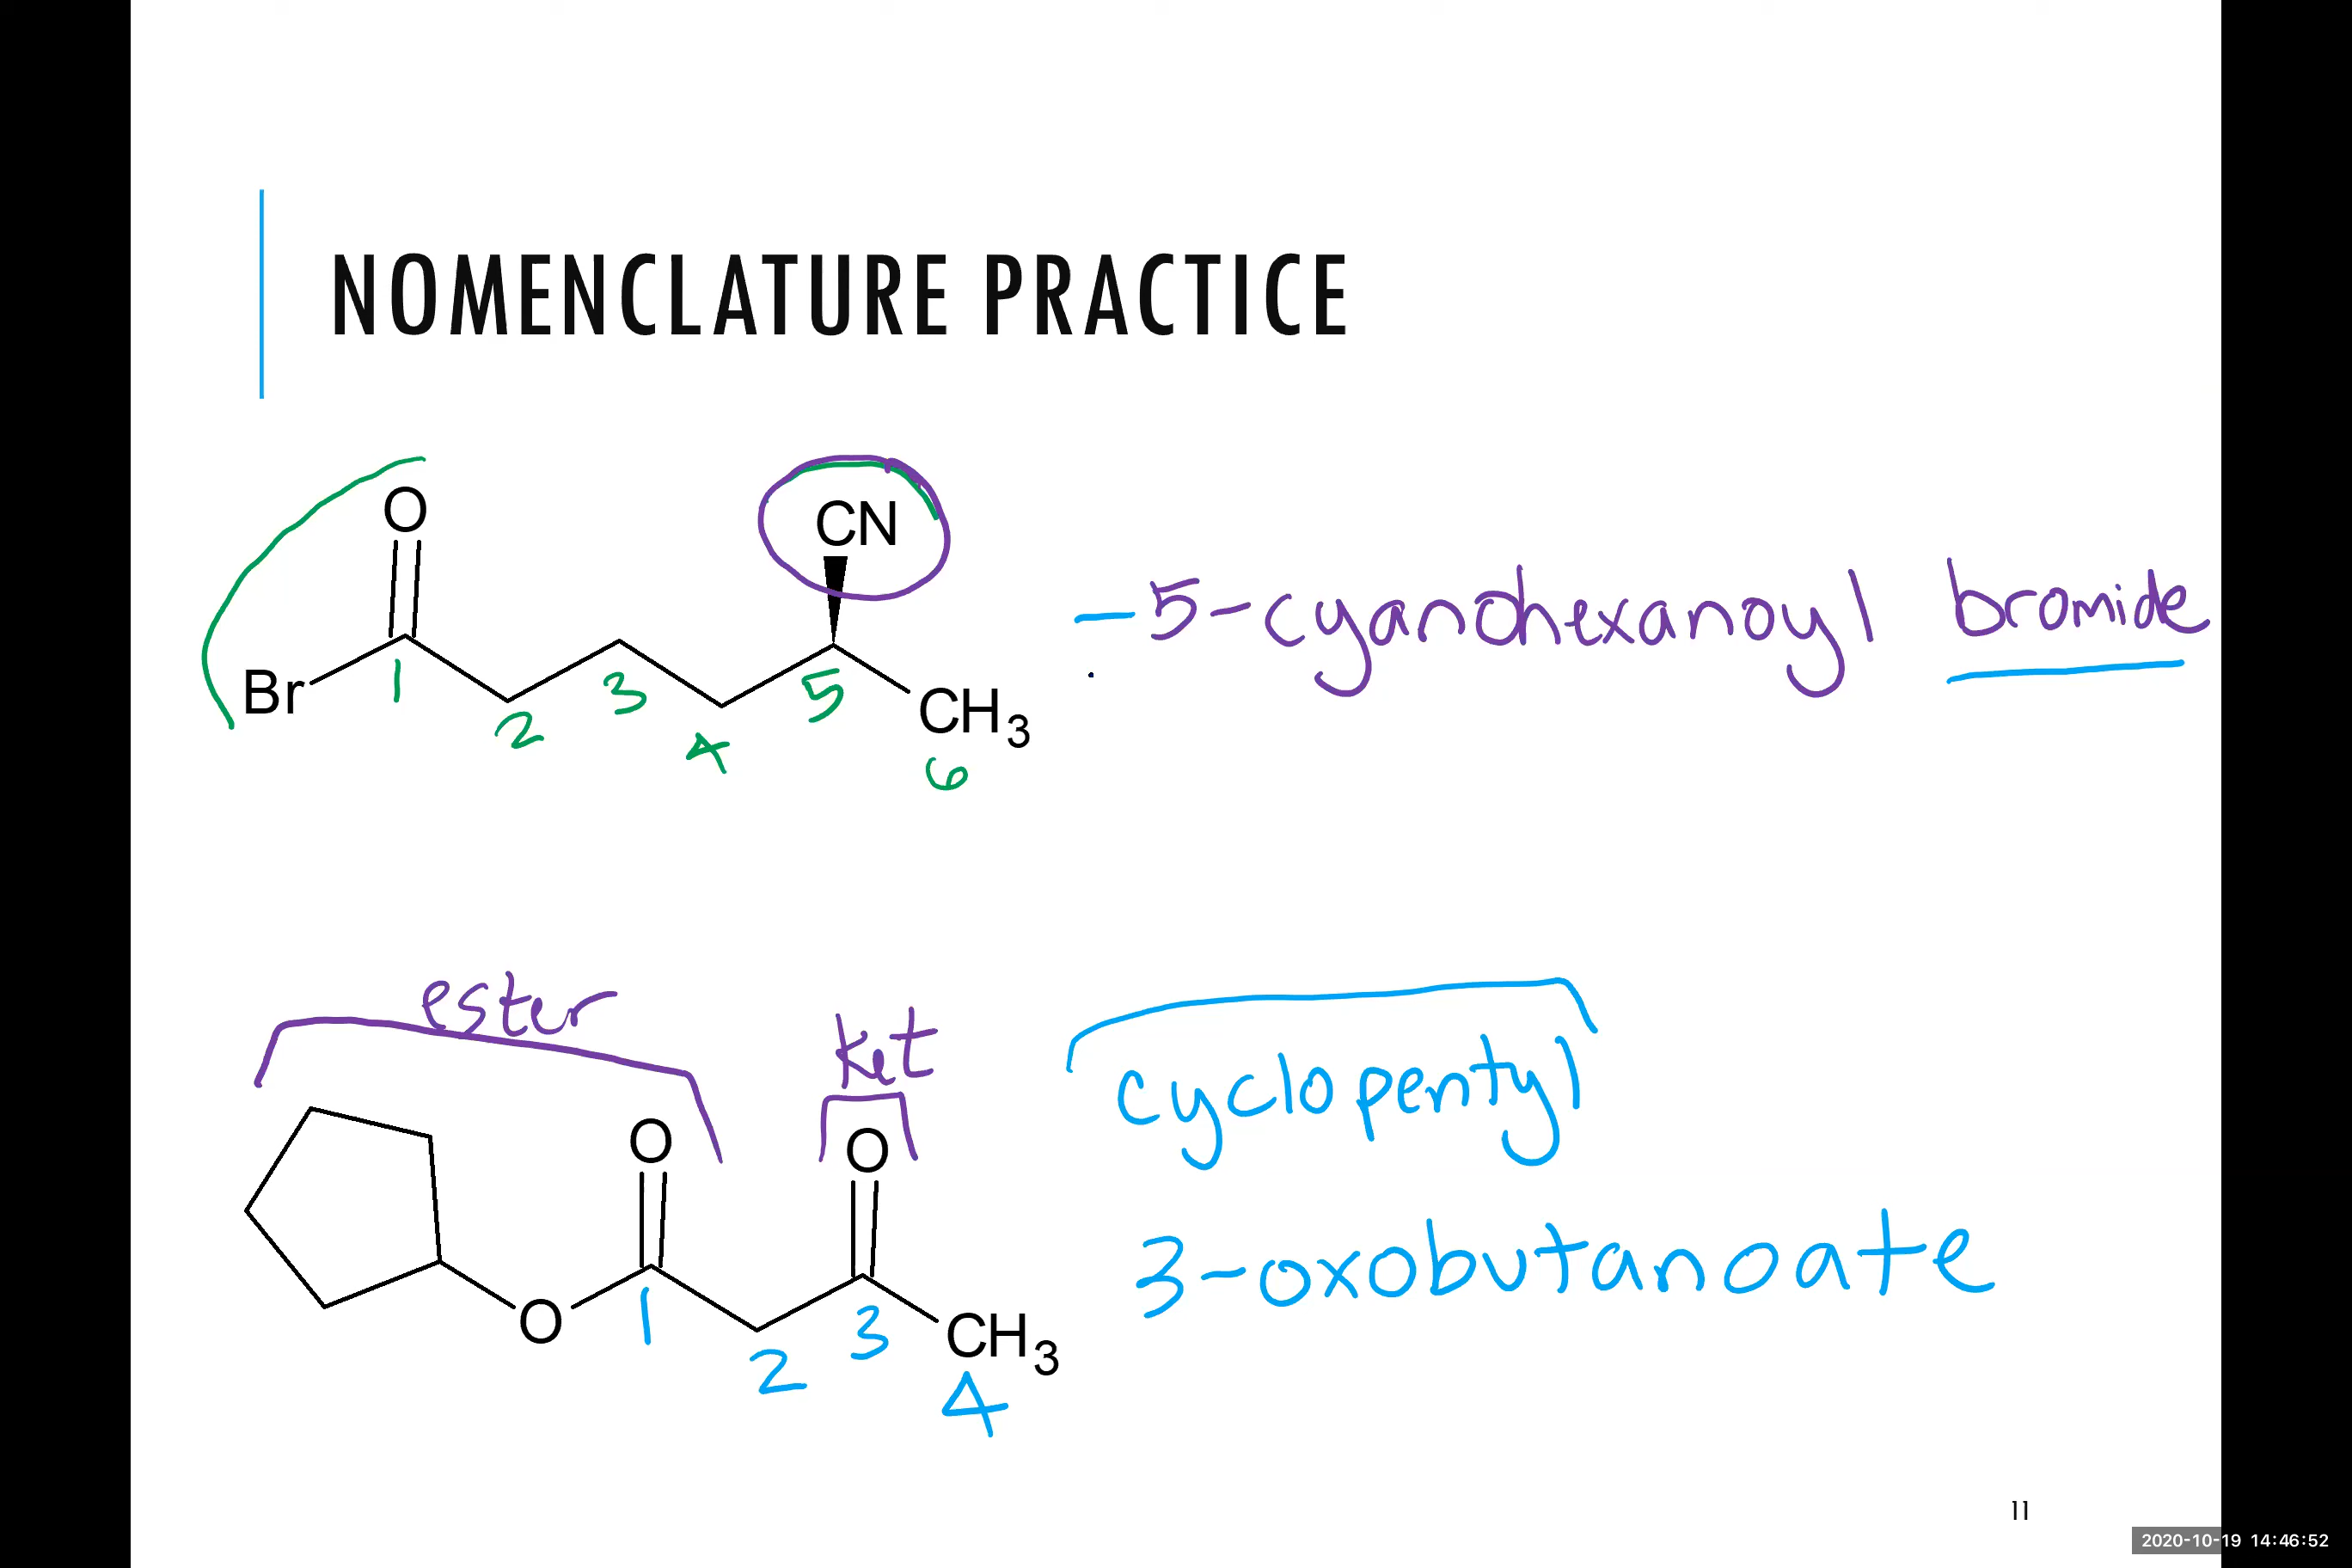 NOMENCLATURE PRACTICE
O
CN
Br
CH3
1
2
3
4
5
6
-5-cyanohexanoyl bromide
ester
ket
O
O
O
CH3
1
2
3
4
cyclopentyl
3-oxobutanoate
11
2020-10-19 14:46:52